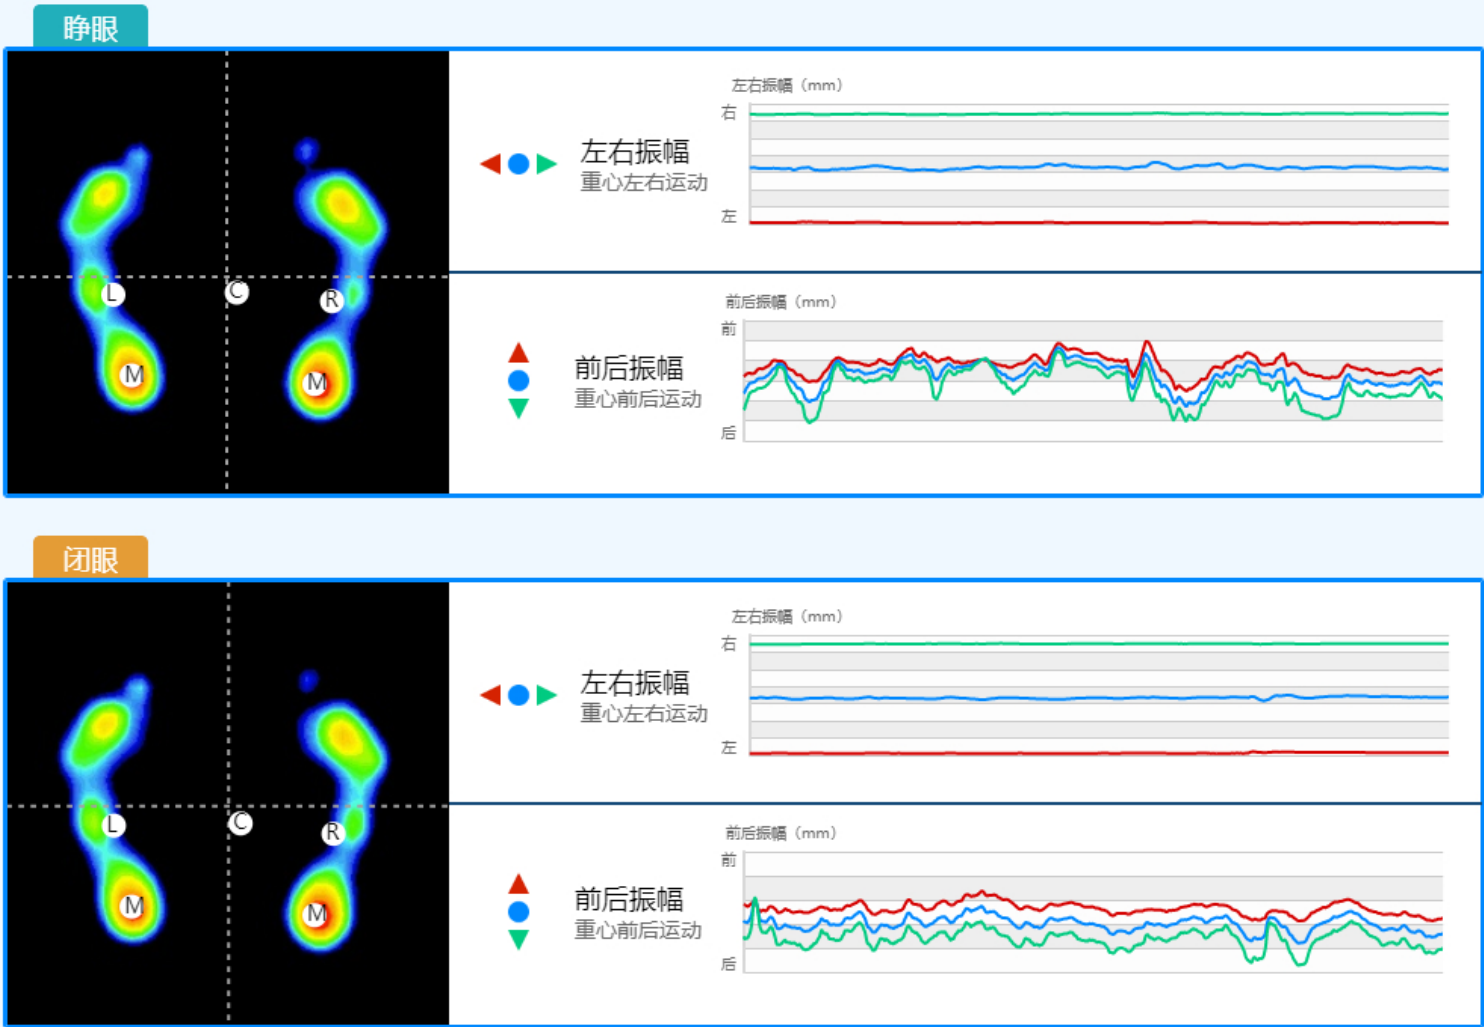 睁眼
左右振幅（mm）
右
左右振幅
重心左右运动
左
L
C
R
M
M
前后振幅（mm）
前
前后振幅
重心前后运动
后
闭眼
左右振幅（mm）
右
左右振幅
重心左右运动
左
L
C
R
M
M
前后振幅（mm）
前
前后振幅
重心前后运动
后